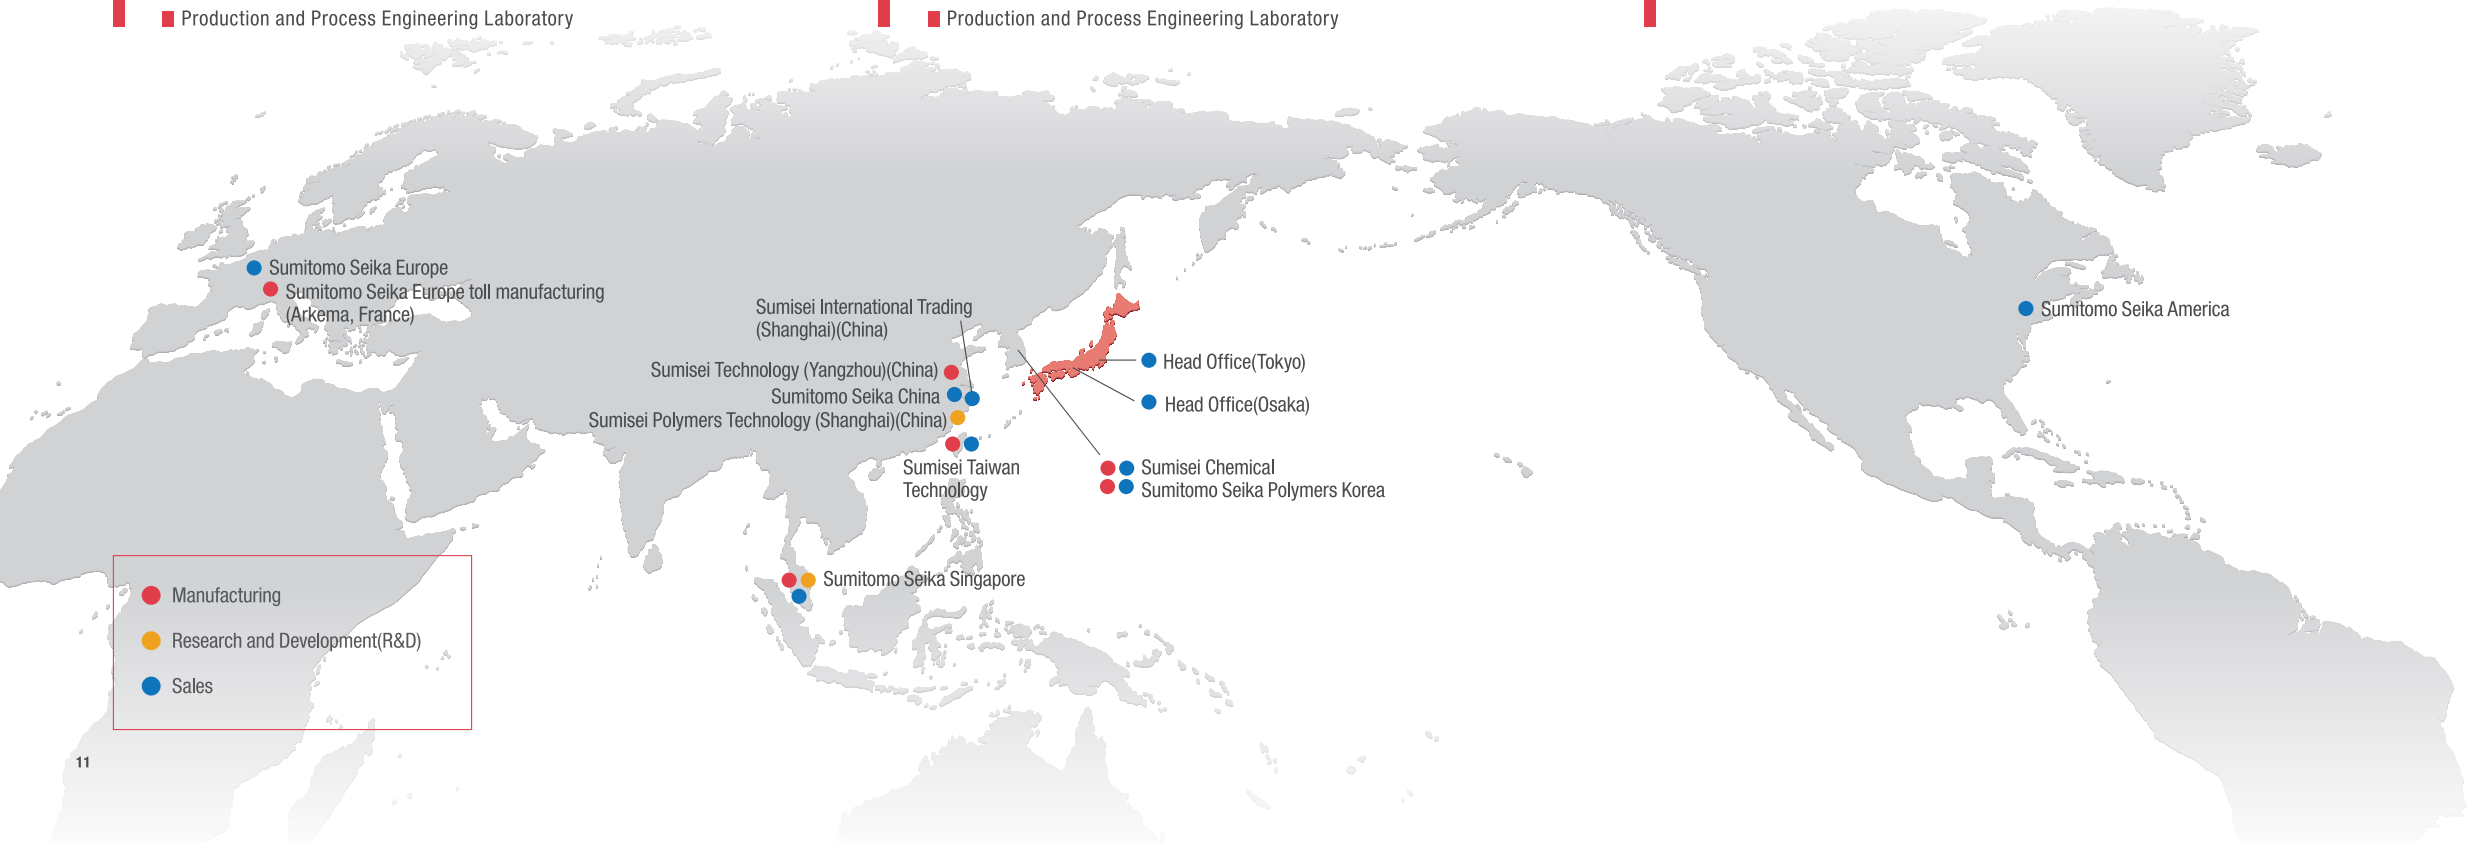 Production and Process Engineering Laboratory
Production and Process Engineering Laboratory
Sumitomo Seika Europe
Sumitomo Seika Europe toll manufacturing
(Arkema, France)
Sumisei International Trading
(Shanghai)(China)
Sumisei Technology (Yangzhou)(China)
Sumitomo Seika China
Sumisei Polymers Technology (Shanghai)(China)
Sumisei Taiwan
Technology
Head Office(Tokyo)
Head Office(Osaka)
Sumisei Chemical
Sumitomo Seika Polymers Korea
Sumitomo Seika America
Sumitomo Seika Singapore
Manufacturing
Research and Development(R&D)
Sales
11